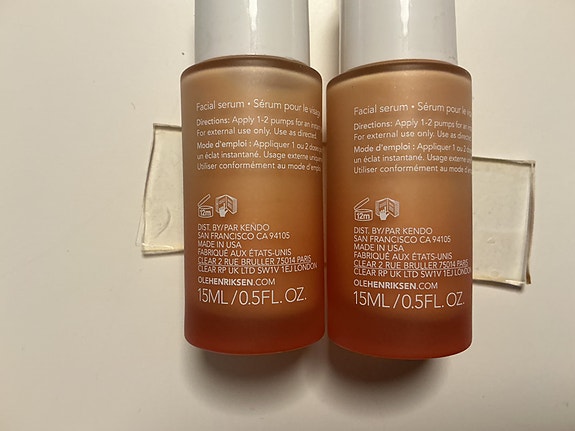 Facial serum • Sérum pour le visage
Directions: Apply 1-2 pumps for an instant
For external use only. Use as directed.
Mode d'emploi : Appliquer 1 ou 2 doses
un éclat instantané. Usage externe
Utiliser conformément au mode d'emploi.
12m
DIST. BY/PAR KENDO
SAN FRANCISCO CA 94105
MADE IN USA
FABRIQUÉ AUX ÉTATS-UNIS
CLEAR 2 RUE BRULLER 75014 PARIS
CLEAR RP UK LTD SW1V 1EJ LONDON
OLEHENRIKSEN.COM
15ML/0.5FL. OZ.
Facial serum • Sérum pour le
Directions: Apply 1-2 pumps for an
For external use only. Use as directed.
Mode d'emploi : Appliquer 1 ou 2
un éclat instantané. Usage externe
Utiliser conformément au mode
12m
DIST. BY/PAR KENDO
SAN FRANCISCO CA 94105
MADE IN USA
FABRIQUÉ AUX ÉTATS-UNIS
CLEAR 2 RUE BRULLER 75014 PARIS
CLEAR RP UK LTD SW1V 1EJ LONDON
OLEHENRIKSEN.COM
15ML/0.5FL. OZ.